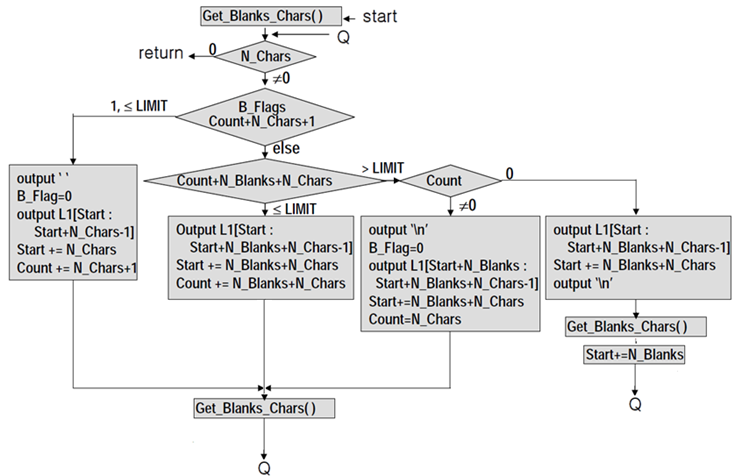 Get_Blanks_Chars( )
start
Q
return
0
N_Chars
≠0
1, ≤ LIMIT
B_Flags
Count+N_Chars+1
else
Count+N_Blanks+N_Chars
> LIMIT
Count
0
≤ LIMIT
≠0
output ‘ ‘
B_Flag=0
output L1[Start :
Start+N_Chars-1]
Start += N_Chars
Count += N_Chars+1
Output L1[Start :
Start+N_Blanks+N_Chars-1]
Start += N_Blanks+N_Chars
Count += N_Blanks+N_Chars
output '\n’
B_Flag=0
output L1[Start+N_Blanks :
Start+N_Blanks+N_Chars-1]
Start+=N_Blanks+N_Chars
Count=N_Chars
output L1[Start :
Start+N_Blanks+N_Chars-1]
Start += N_Blanks+N_Chars
output '\n’
Get_Blanks_Chars( )
Start+=N_Blanks
Q
Get_Blanks_Chars( )
Q